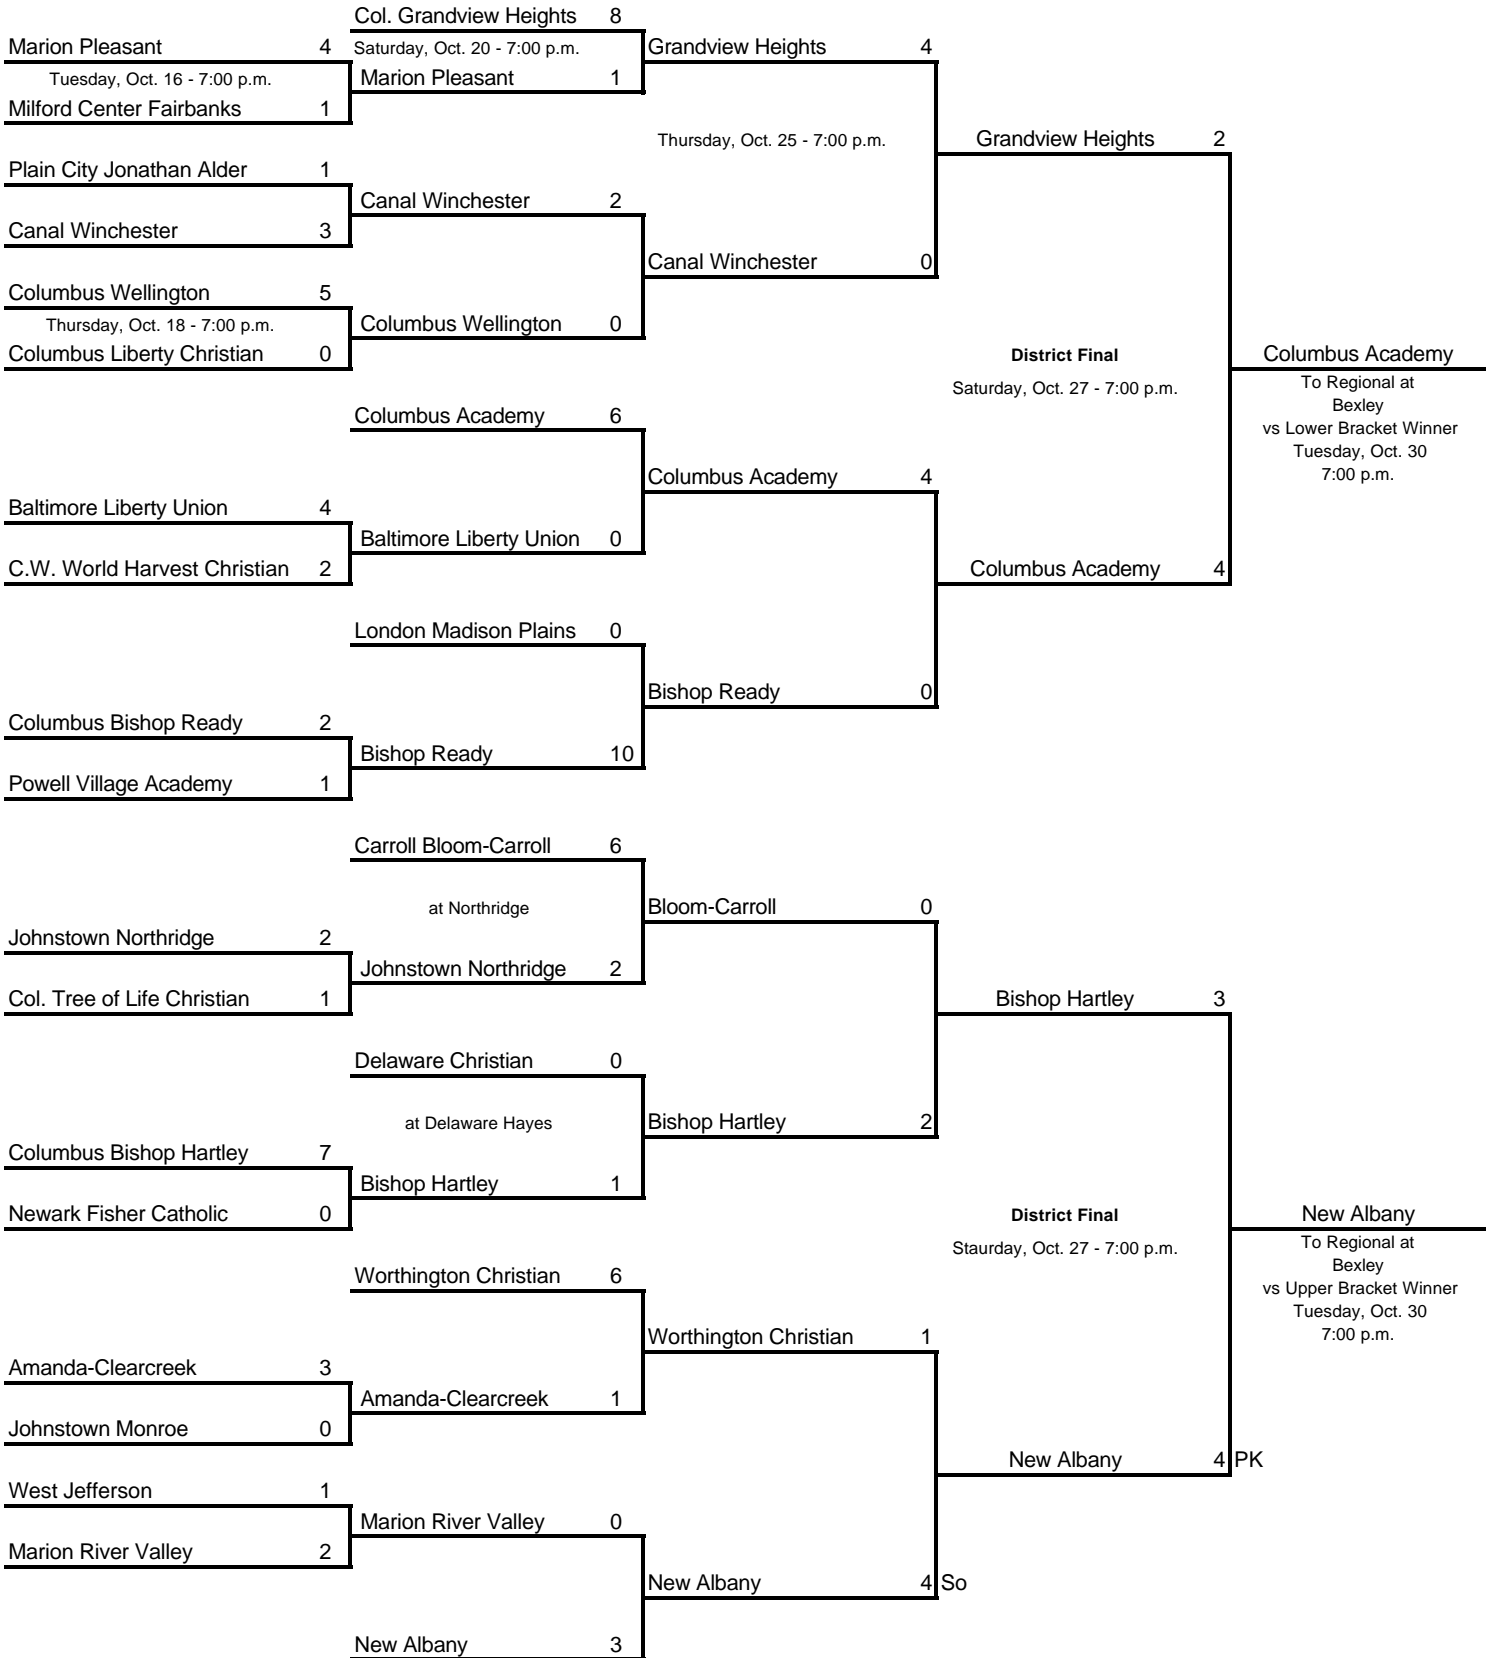 Col. Grandview Heights 8
Marion Pleasant 4 Saturday, Oct. 20 - 7:00 p.m. Grandview Heights 4
Tuesday, Oct. 16 - 7:00 p.m. Marion Pleasant 1
Milford Center Fairbanks 1
Thursday, Oct. 25 - 7:00 p.m. Grandview Heights 2
Plain City Jonathan Alder 1
Canal Winchester 2
Canal Winchester 3
Canal Winchester 0
Columbus Wellington 5
Thursday, Oct. 18 - 7:00 p.m. Columbus Wellington 0
Columbus Liberty Christian 0 District Final Columbus Academy
Saturday, Oct. 27 - 7:00 p.m. To Regional at
Bexley
Columbus Academy 6 vs Lower Bracket Winner
Tuesday, Oct. 30
Columbus Academy 4 7:00 p.m.
Baltimore Liberty Union 4
Baltimore Liberty Union 0
C.W. World Harvest Christian 2 Columbus Academy 4
London Madison Plains 0
Bishop Ready 0
Columbus Bishop Ready 2
Bishop Ready 10
Powell Village Academy 1
Carroll Bloom-Carroll 6
at Northridge Bloom-Carroll 0
Johnstown Northridge 2
Johnstown Northridge 2
Col. Tree of Life Christian 1 Bishop Hartley 3
Delaware Christian 0
at Delaware Hayes Bishop Hartley 2
Columbus Bishop Hartley 7
Bishop Hartley 1
Newark Fisher Catholic 0 District Final New Albany
Staurday, Oct. 27 - 7:00 p.m. To Regional at
Bexley
Worthington Christian 6 vs Upper Bracket Winner
Tuesday, Oct. 30
Worthington Christian 1 7:00 p.m.
Amanda-Clearcreek 3
Amanda-Clearcreek 1
Johnstown Monroe 0
New Albany 4 PK
West Jefferson 1
Marion River Valley 0
Marion River Valley 2
New Albany 4 So
New Albany 3